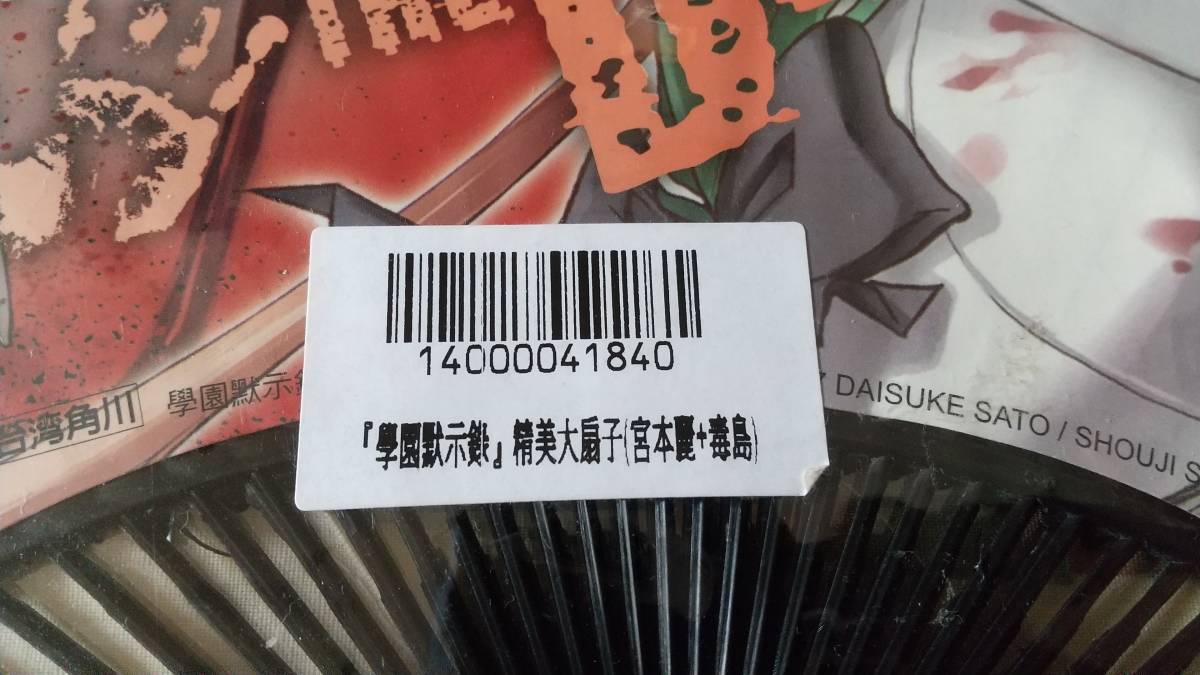 14000041840
『學園默示錄』精美大扇子(宮本麗+毒島)
台湾角川 學園默示錄
DAISUKE SATO / SHOUJI S